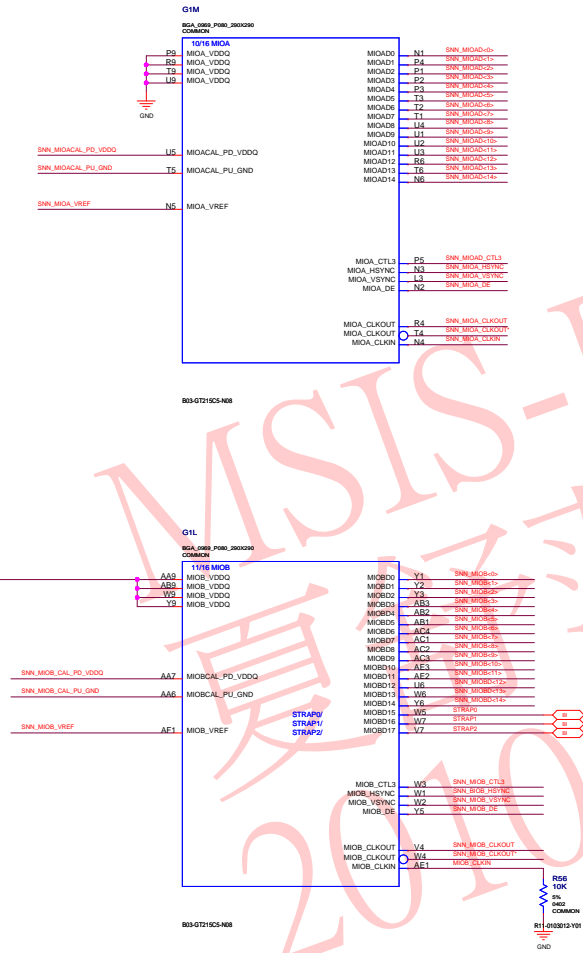 G1M
BGA_0969_P080_290X290
COMMON
10/16 MIOA
P9 MIOA_VDDQ
R9 MIOA_VDDQ
T9 MIOA_VDDQ
U9 MIOA_VDDQ
GND
SNN_MIOACAL_PD_VDDQ U5 MIOACAL_PD_VDDQ
SNN_MIOACAL_PU_GND T5 MIOACAL_PU_GND
SNN_MIOA_VREF N5 MIOA_VREF
MIOAD0 N1 SNN_MIOAD<0>
MIOAD1 P4 SNN_MIOAD<1>
MIOAD2 P1 SNN_MIOAD<2>
MIOAD3 P2 SNN_MIOAD<3>
MIOAD4 P3 SNN_MIOAD<4>
MIOAD5 T3 SNN_MIOAD<5>
MIOAD6 T2 SNN_MIOAD<6>
MIOAD7 T1 SNN_MIOAD<7>
MIOAD8 U4 SNN_MIOAD<8>
MIOAD9 U1 SNN_MIOAD<9>
MIOAD10 U2 SNN_MIOAD<10>
MIOAD11 U3 SNN_MIOAD<11>
MIOAD12 R6 SNN_MIOAD<12>
MIOAD13 T6 SNN_MIOAD<13>
MIOAD14 N6 SNN_MIOAD<14>
MIOA_CTL3 P5 SNN_MIOAD_CTL3
MIOA_HSYNC N3 SNN_MIOA_HSYNC
MIOA_VSYNC L3 SNN_MIOA_VSYNC
MIOA_DE N2 SNN_MIOA_DE
MIOA_CLKOUT R4 SNN_MIOA_CLKOUT
MIOA_CLKOUT T4 SNN_MIOA_CLKOUT*
MIOA_CLKIN N4 SNN_MIOA_CLKIN
B03-GT215C5-N08
MSIS-
夏
2010
G1L
BGA_0969_P080_290X290
COMMON
11/16 MIOB
AA9 MIOB_VDDQ
AB9 MIOB_VDDQ
W9 MIOB_VDDQ
Y9 MIOB_VDDQ
SNN_MIOB_CAL_PD_VDDQ AA7 MIOBCAL_PD_VDDQ
SNN_MIOB_CAL_PU_GND AA6 MIOBCAL_PU_GND
SNN_MIOB_VREF AF1 MIOB_VREF
MIOBD0 Y1 SNN_MIOB<0>
MIOBD1 Y2 SNN_MIOB<1>
MIOBD2 Y3 SNN_MIOB<2>
MIOBD3 AB3 SNN_MIOB<3>
MIOBD4 AB2 SNN_MIOB<4>
MIOBD5 AB1 SNN_MIOB<5>
MIOBD6 AC4 SNN_MIOB<6>
MIOBD7 AC1 SNN_MIOB<7>
MIOBD8 AC2 SNN_MIOB<8>
MIOBD9 AC3 SNN_MIOB<9>
MIOBD10 AF3 SNN_MIOB<10>
MIOBD11 AE2 SNN_MIOB<11>
MIOBD12 U6 SNN_MIOBD<12>
MIOBD13 W6 SNN_MIOBD<13>
MIOBD14 Y6 SNN_MIOBD<14>
STRAP0/ MIOBD15 W5 STRAP0 BI
STRAP1/ MIOBD16 W7 STRAP1 BI
STRAP2/ MIOBD17 V7 STRAP2 BI
MIOB_CTL3 W3 SNN_MIOB_CTL3
MIOB_HSYNC W1 SNN_BIOB_HSYNC
MIOB_VSYNC W2 SNN_MIOB_VSYNC
MIOB_DE Y5 SNN_MIOB_DE
MIOB_CLKOUT V4 SNN_MIOB_CLKOUT
MIOB_CLKOUT W4 SNN_MIOB_CLKOUT*
MIOB_CLKIN AE1 MIOB_CLKIN
R56
10K
5%
0402
COMMON
R11-0103012-Y01
GND
B03-GT215C5-N08